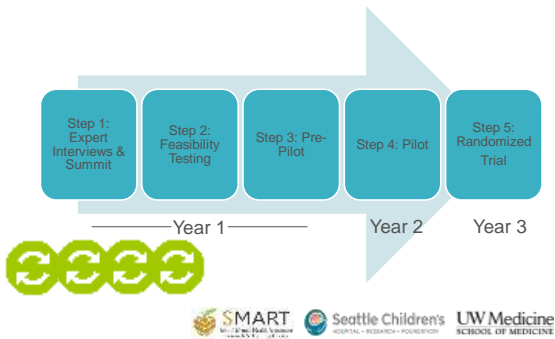 Step 1:
Expert
Interviews &
Summit
Step 2:
Feasibility
Testing
Step 3: Pre-
Pilot
Step 4: Pilot
Step 5:
Randomized
Trial
Year 1
Year 2
Year 3
SMART
Seattle Children's
HOSPITAL • RESEARCH • FOUNDATION
UW Medicine
SCHOOL OF MEDICINE